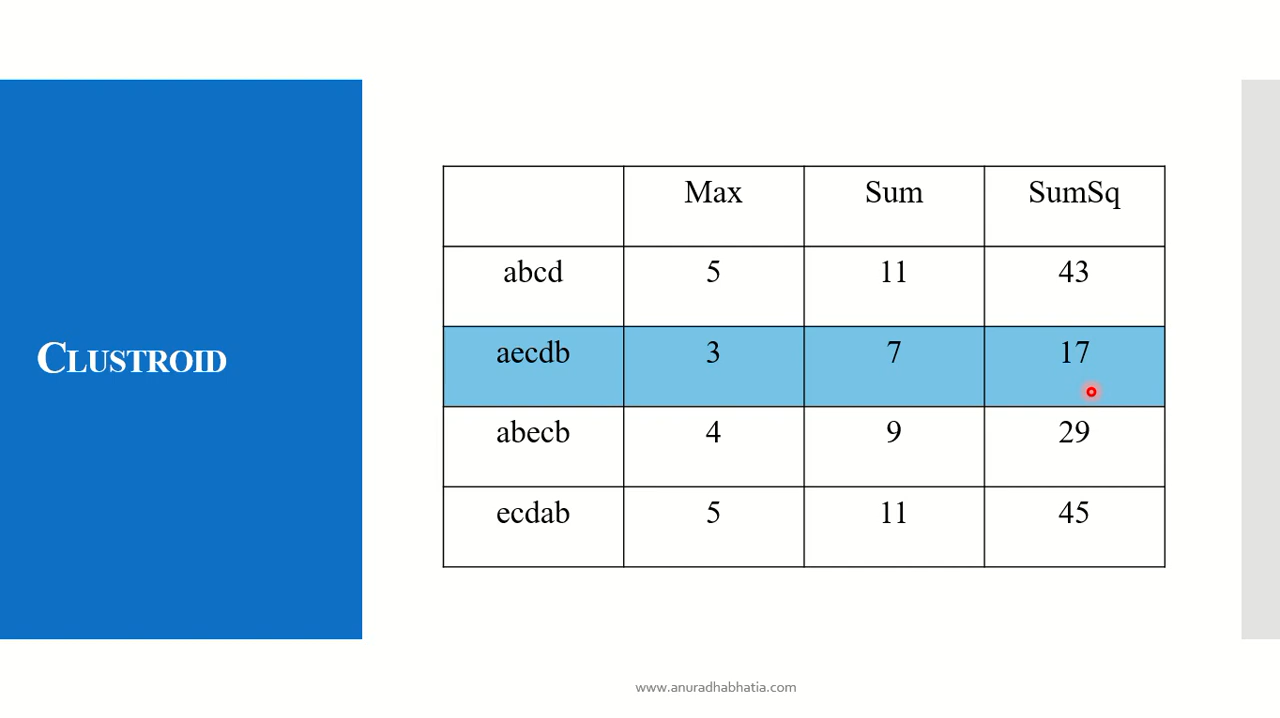 CLUSTROID
Max Sum SumSq
abcd 5 11 43
aecdb 3 7 17
abecb 4 9 29
ecdab 5 11 45
www.anuradhabhatia.com